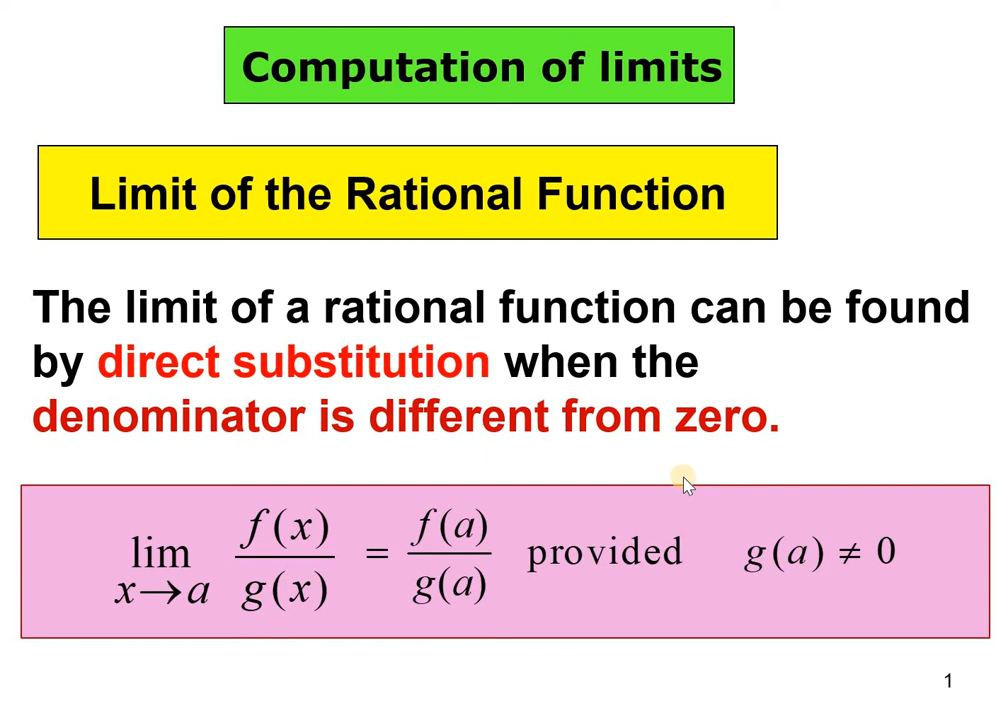 Computation of limits
Limit of the Rational Function
The limit of a rational function can be found
by direct substitution when the
denominator is different from zero.
lim x→a f(x)/g(x) = f(a)/g(a) provided g(a) ≠ 0
1